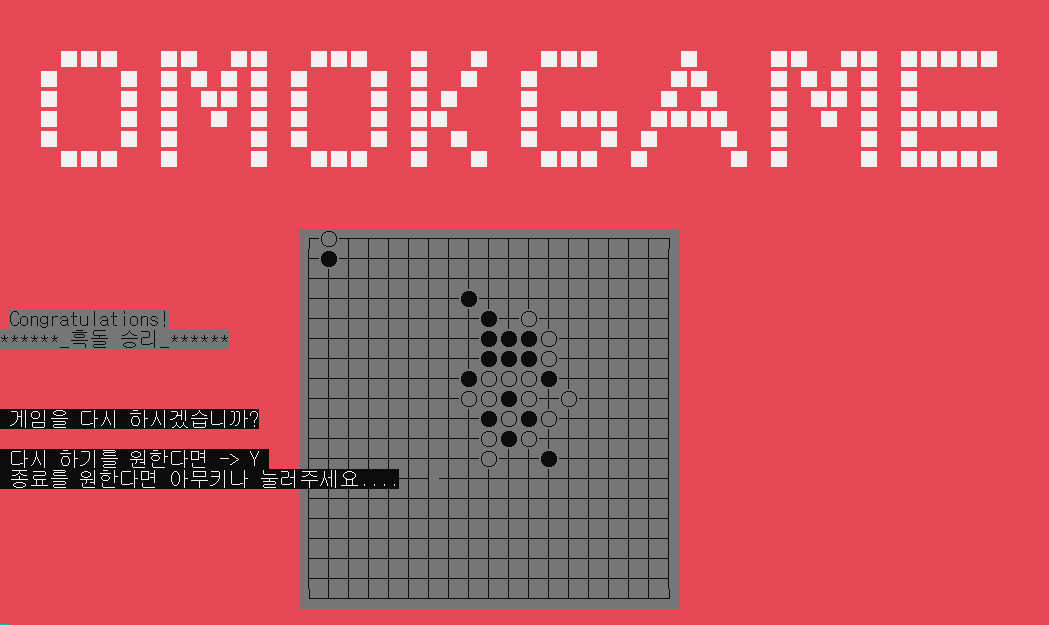 OMOK GAME
Congratulations!
******_흑돌 승리_******
게임을 다시 하시겠습니까?
다시 하기를 원한다면 -> Y
종료를 원한다면 아무키나 눌러주세요....